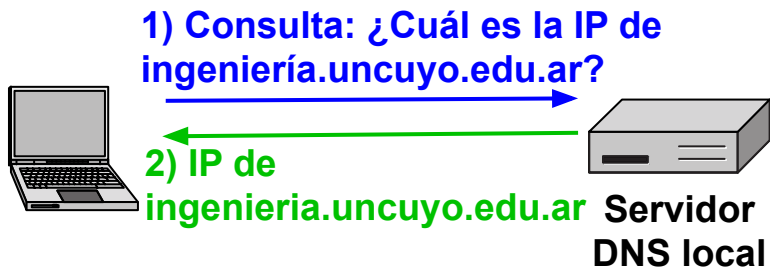 1) Consulta: ¿Cuál es la IP de
ingeniería.uncuyo.edu.ar?
2) IP de
ingenieria.uncuyo.edu.ar
Servidor
DNS local